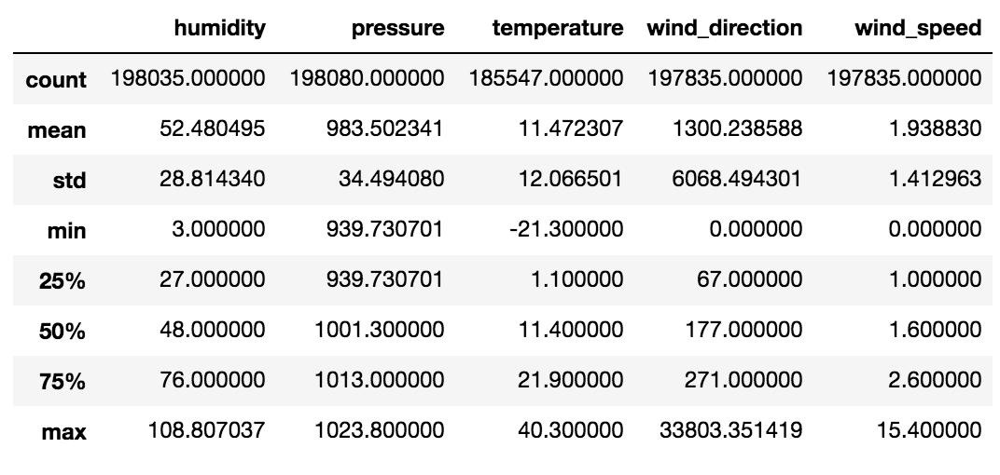 humidity pressure temperature wind_direction wind_speed
count 198035.000000 198080.000000 185547.000000 197835.000000 197835.000000
mean 52.480495 983.502341 11.472307 1300.238588 1.938830
std 28.814340 34.494080 12.066501 6068.494301 1.412963
min 3.000000 939.730701 -21.300000 0.000000 0.000000
25% 27.000000 939.730701 1.100000 67.000000 1.000000
50% 48.000000 1001.300000 11.400000 177.000000 1.600000
75% 76.000000 1013.000000 21.900000 271.000000 2.600000
max 108.807037 1023.800000 40.300000 33803.351419 15.400000